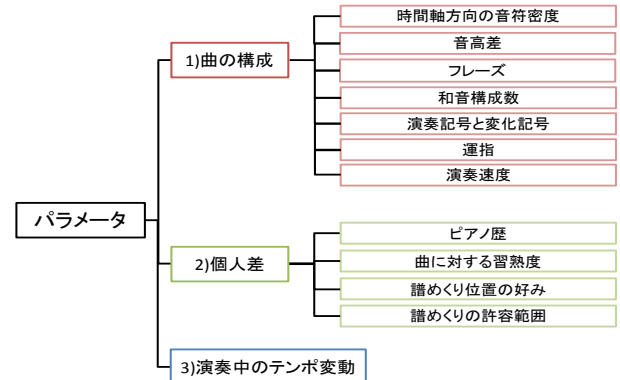 パラメータ
1)曲の構成
時間軸方向の音符密度
音高差
フレーズ
和音構成数
演奏記号と変化記号
運指
演奏速度
2)個人差
ピアノ歴
曲に対する習熟度
譜めくり位置の好み
譜めくりの許容範囲
3)演奏中のテンポ変動